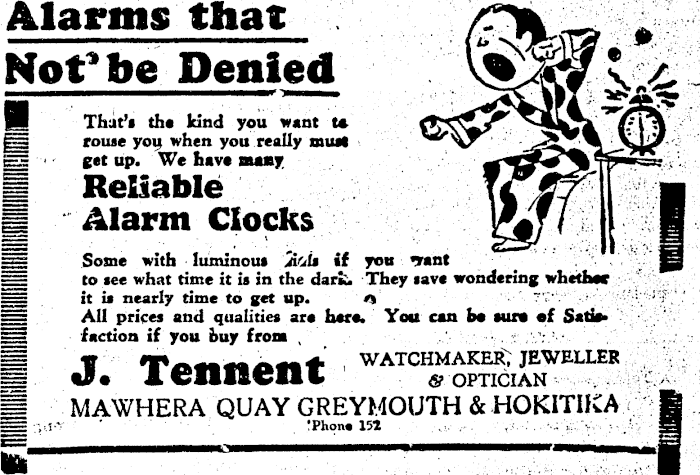 Alarms that
Not be Denied
That's the kind you want to
rouse you when you really must
get up. We have many
Reliable
Alarm Clocks
Some with luminous dials if you want
to see what time it is in the dark. They save wondering whether
it is nearly time to get up.
All prices and qualities are here. You can be sure of Satis-
faction if you buy from
J. Tennent
WATCHMAKER, JEWELLER
& OPTICIAN
MAWHERA QUAY GREYMOUTH & HOKITIKA
'Phone 152